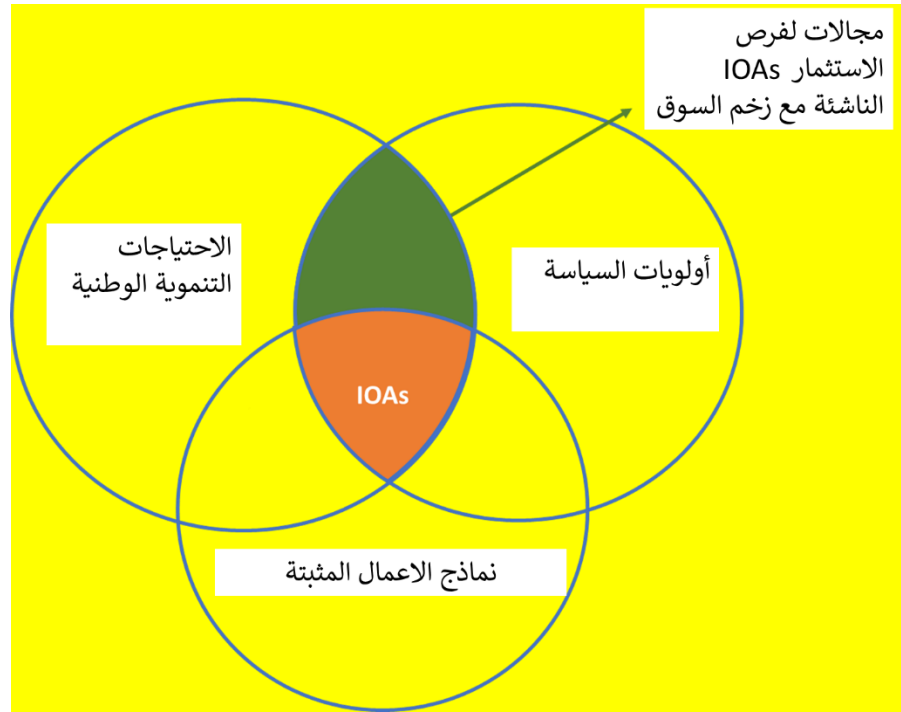 مجالات لفرص
الاستثمار IOAs
الناشئة مع زخم السوق
الاحتياجات
التنموية الوطنية
أولويات السياسة
IOAs
نماذج الاعمال المثبتة